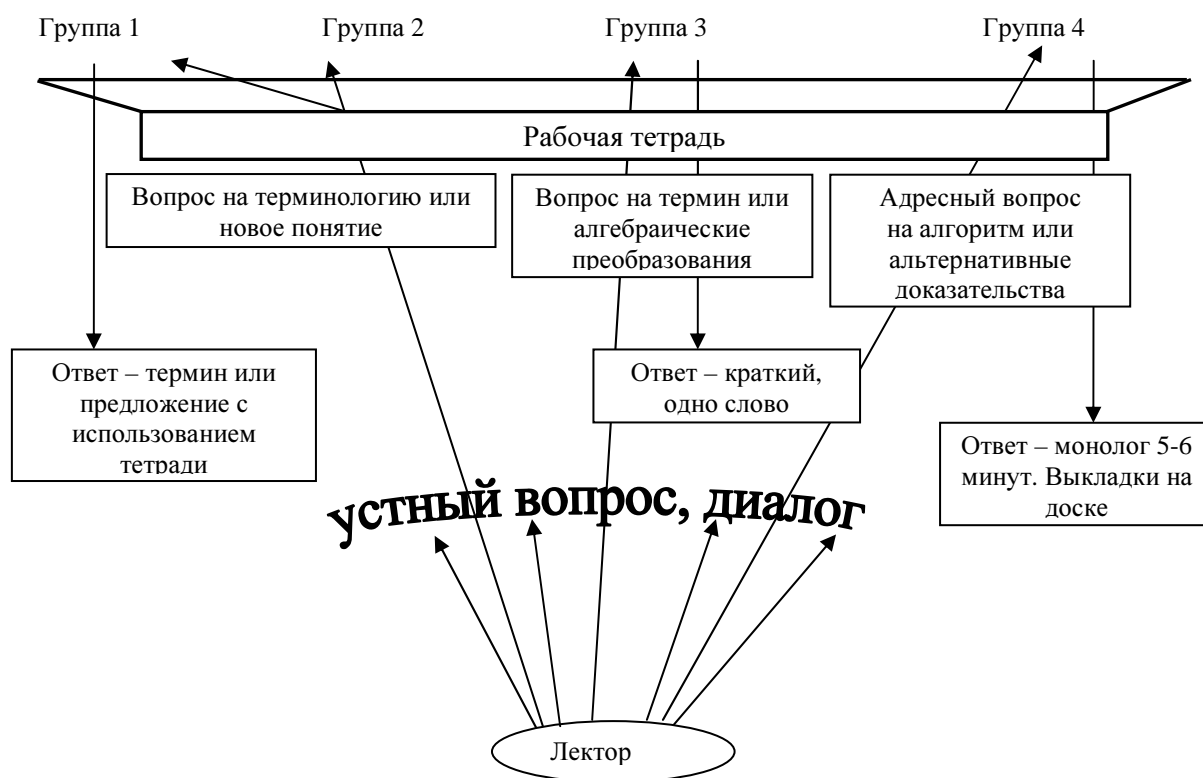 Группа 1
Группа 2
Группа 3
Группа 4
Рабочая тетрадь
Вопрос на терминологию или
новое понятие
Вопрос на термин или
алгебраические
преобразования
Адресный вопрос
на алгоритм или
альтернативные
доказательства
Ответ – термин или
предложение с
использованием
тетради
Ответ – краткий,
одно слово
Ответ – монолог 5-6
минут. Выкладки на
доске
устный вопрос, диалог
Лектор